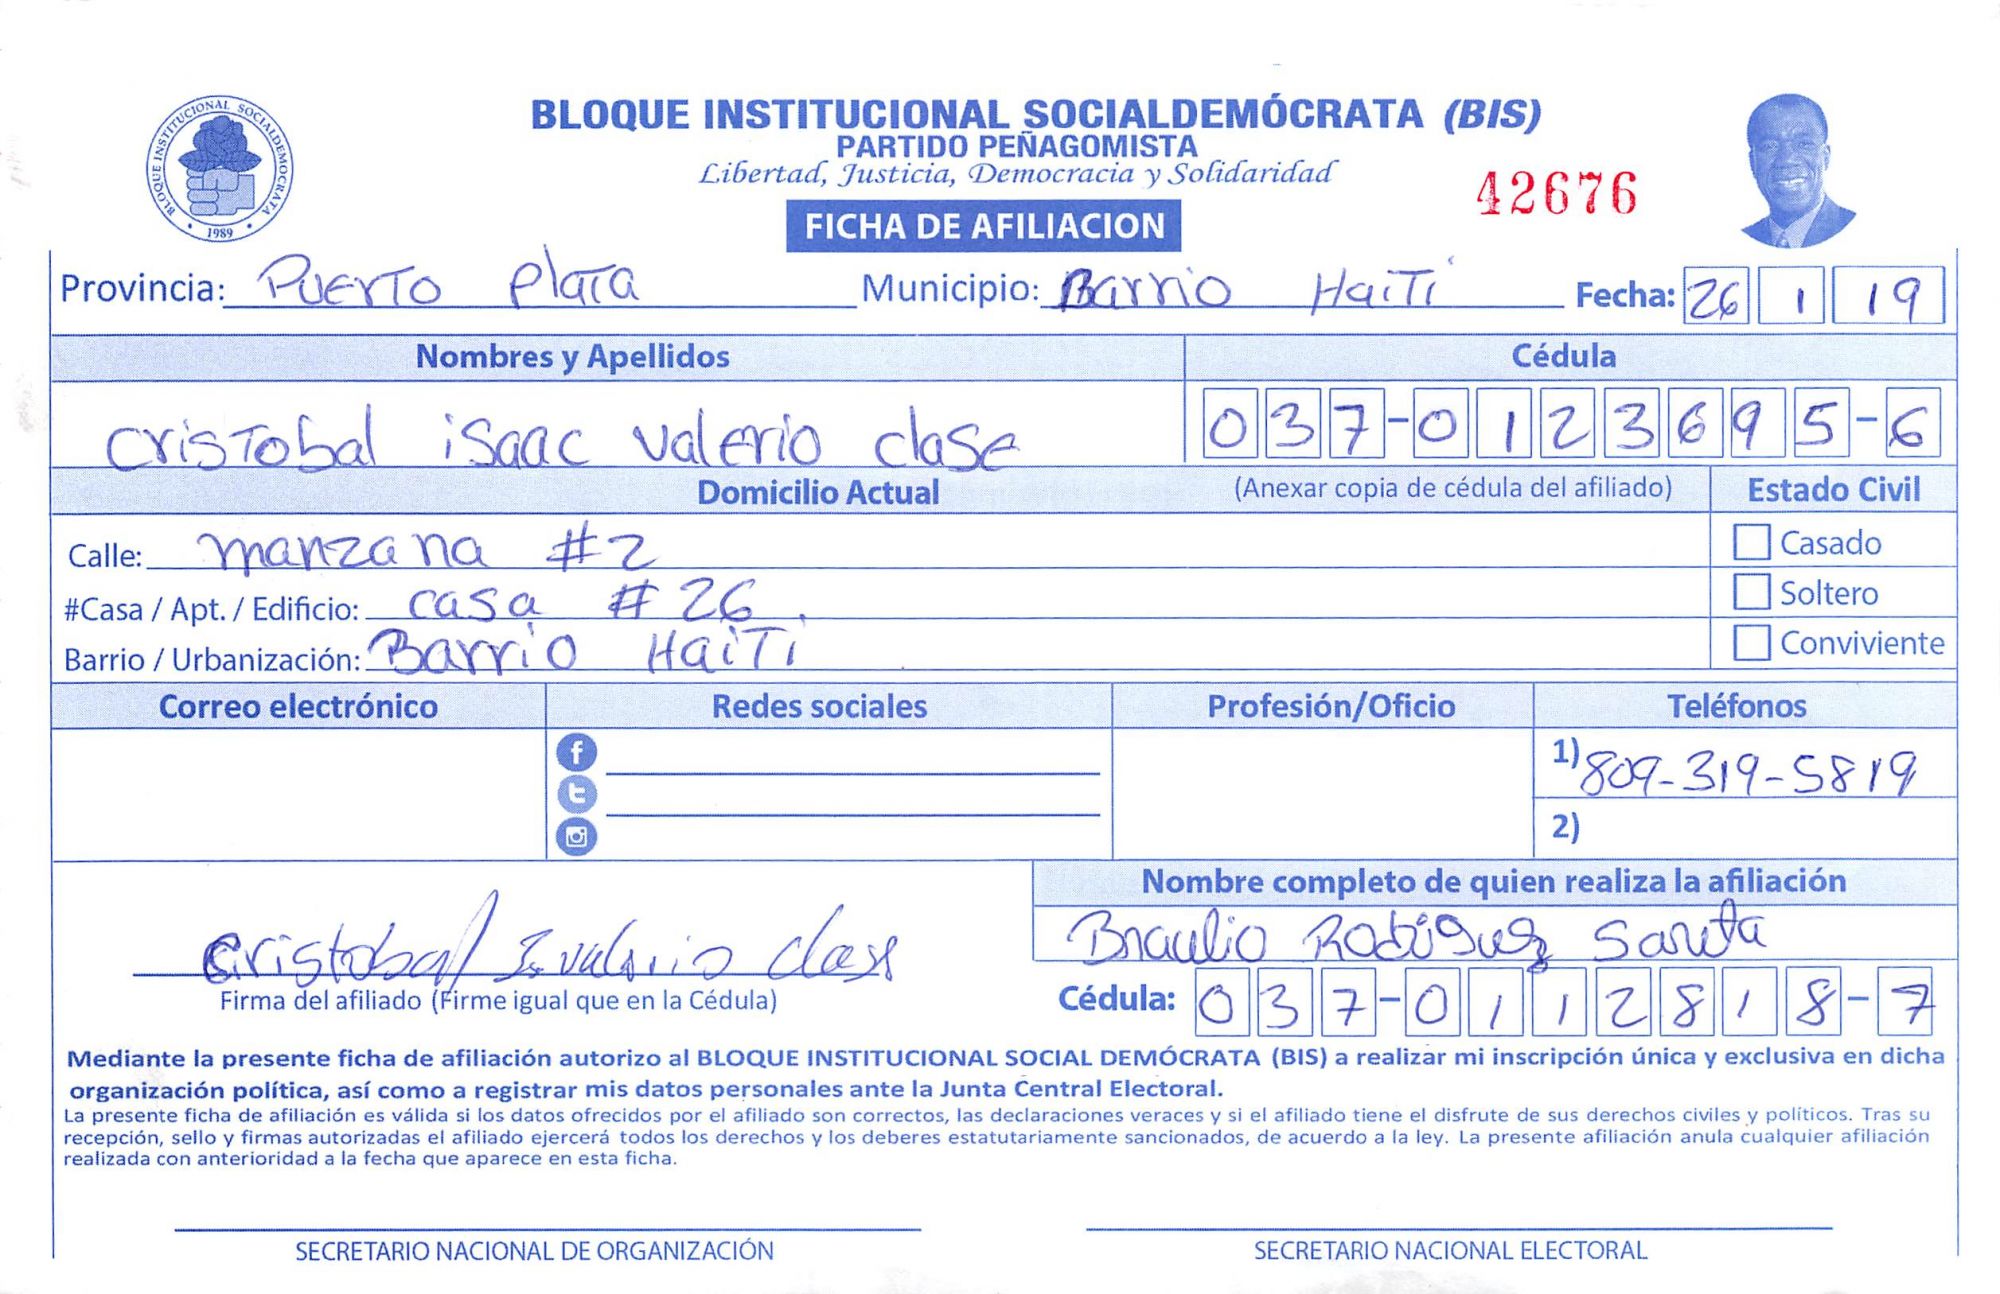 BLOQUE INSTITUCIONAL SOCIALDEMOCRATA
1989
BLOQUE INSTITUCIONAL SOCIALDEMÓCRATA (BIS)
PARTIDO PEÑAGOMISTA
Libertad, Justicia, Democracia y Solidaridad
42676
FICHA DE AFILIACION
Provincia: Puerto Plata Municipio: Barrio Haiti Fecha: 26 1 19
Nombres y Apellidos Cédula
Cristobal isaac valerio clase 037-0123695-6
Domicilio Actual (Anexar copia de cédula del afiliado) Estado Civil
Calle: manzana #2 Casado
#Casa / Apt. / Edificio: casa #26 Soltero
Barrio / Urbanización: Barrio Haiti Conviviente
Correo electrónico Redes sociales Profesión/Oficio Teléfonos
1) 809-319-5819
2)
Nombre completo de quien realiza la afiliación
Braulio Rodriguez Santa
Cristobal I. valerio clase
Firma del afiliado (Firme igual que en la Cédula) Cédula: 037-0112818-7
Mediante la presente ficha de afiliación autorizo al BLOQUE INSTITUCIONAL SOCIAL DEMÓCRATA (BIS) a realizar mi inscripción única y exclusiva en dicha
organización política, así como a registrar mis datos personales ante la Junta Central Electoral.
La presente ficha de afiliación es válida si los datos ofrecidos por el afiliado son correctos, las declaraciones veraces y si el afiliado tiene el disfrute de sus derechos civiles y políticos. Tras su
recepción, sello y firmas autorizadas el afiliado ejercerá todos los derechos y los deberes estatutariamente sancionados, de acuerdo a la ley. La presente afiliación anula cualquier afiliación
realizada con anterioridad a la fecha que aparece en esta ficha.
SECRETARIO NACIONAL DE ORGANIZACIÓN SECRETARIO NACIONAL ELECTORAL